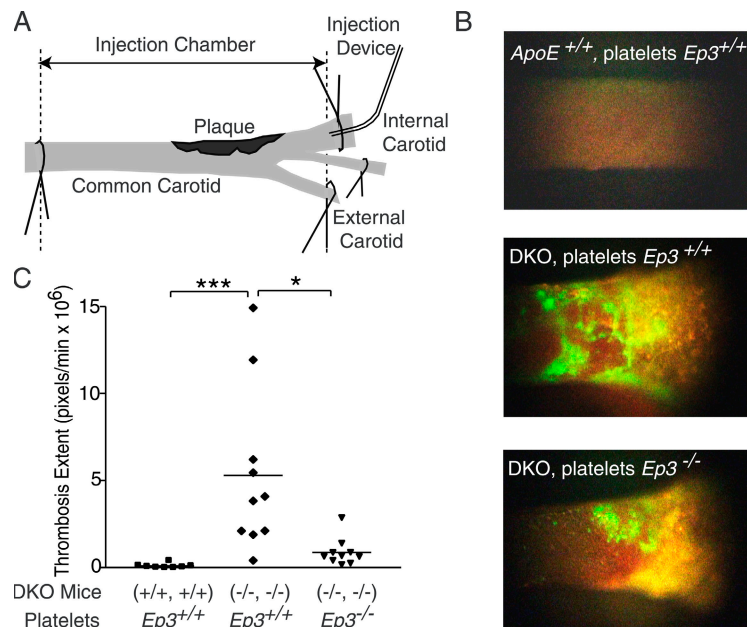 A
Injection Chamber
Injection
Device
Plaque
Internal
Carotid
Common Carotid
External
Carotid
B
ApoE +/+, platelets Ep3+/+
DKO, platelets Ep3 +/+
DKO, platelets Ep3 -/-
C
Thrombosis Extent (pixels/min x 10⁶)
15
10
5
0
*** *
DKO Mice (+/+, +/+) (-/-, -/-) (-/-, -/-)
Platelets Ep3+/+ Ep3+/+ Ep3-/-